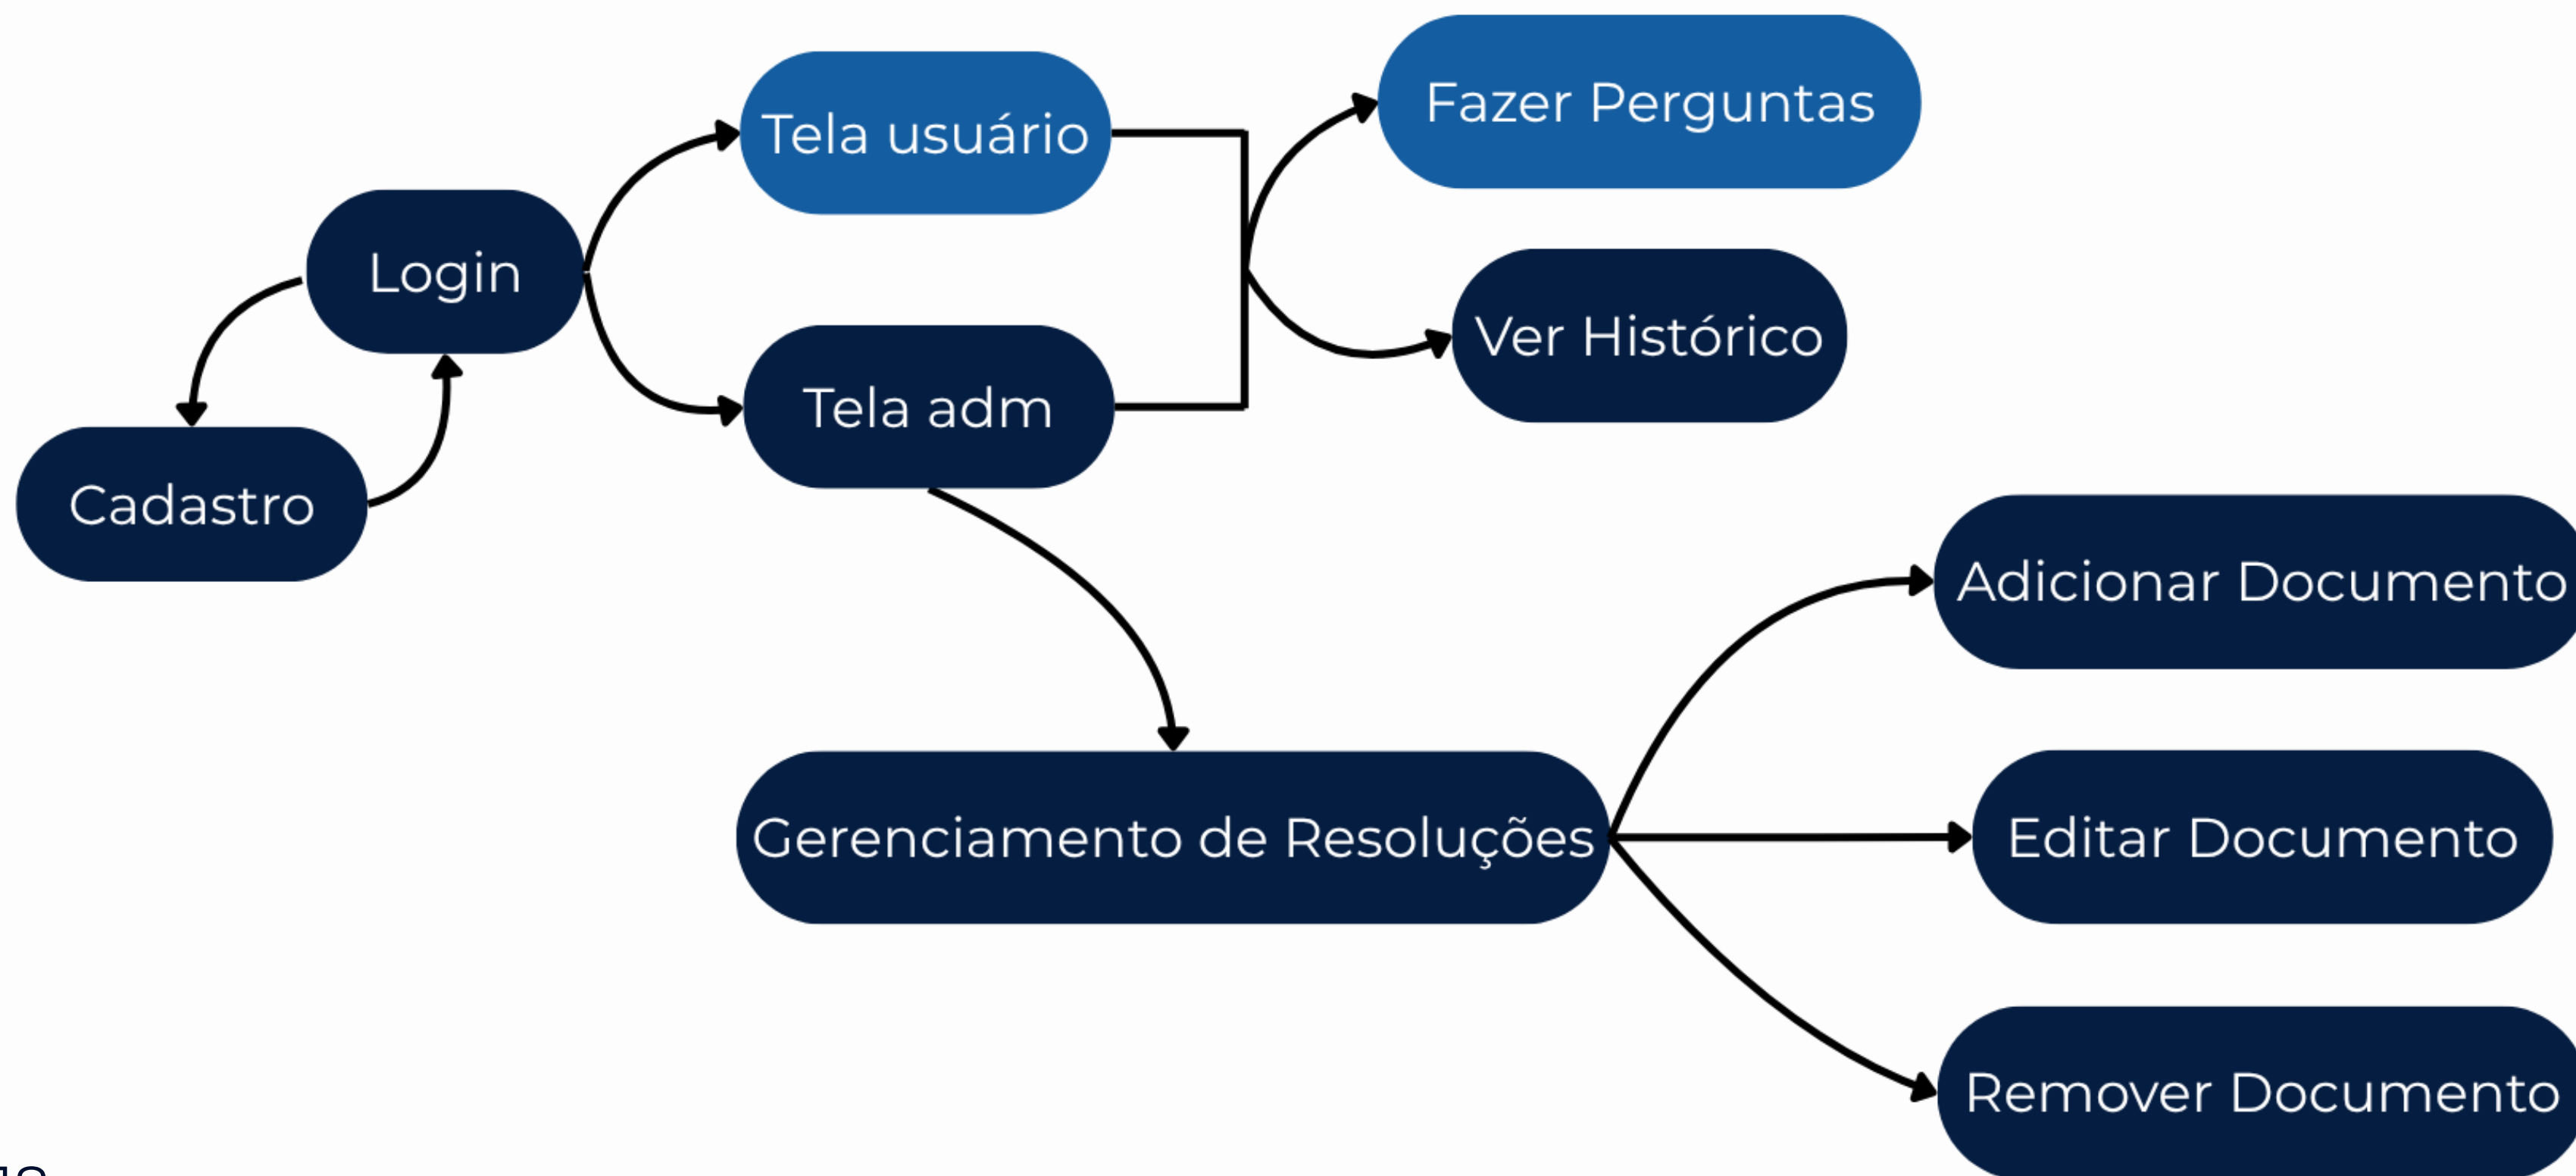 Fazer Perguntas
Tela usuário
Login
Ver Histórico
Tela adm
Cadastro
Adicionar Documento
Gerenciamento de Resoluções
Editar Documento
Remover Documento